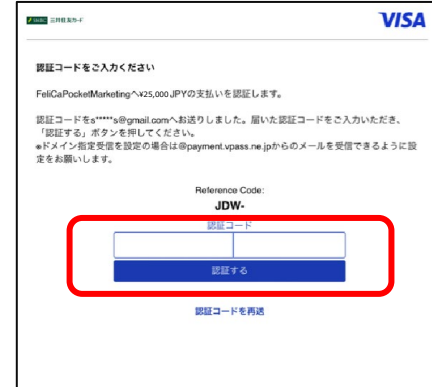 SMBC 三井住友カード
VISA
認証コードをご入力ください
FeliCaPocketMarketingへ¥25,000 JPYの支払いを認証します。
認証コードをs*****s@gmail.comへお送りしました。届いた認証コードをご入力いただき、
「認証する」ボタンを押してください。
※ドメイン指定受信を設定の場合は@payment.vpass.ne.jpからのメールを受信できるように設
定をお願いします。
Reference Code:
JDW-
認証コード
認証する
認証コードを再送